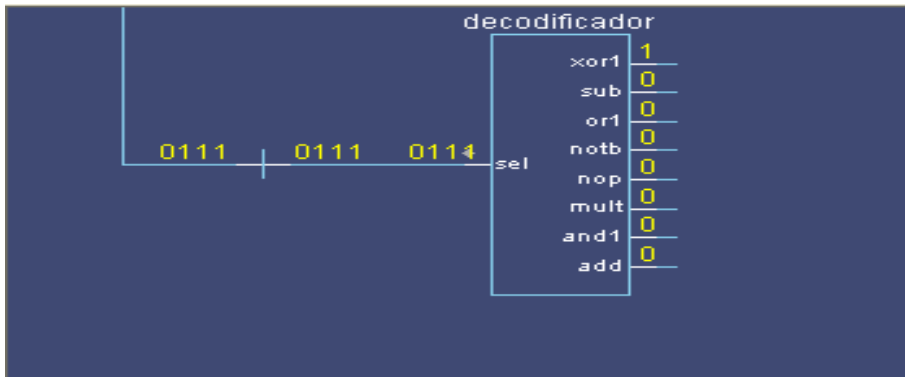 decodificador
xor1 1
sub 0
or1 0
0111 0111 0111 sel notb 0
nop 0
mult 0
and1 0
add 0